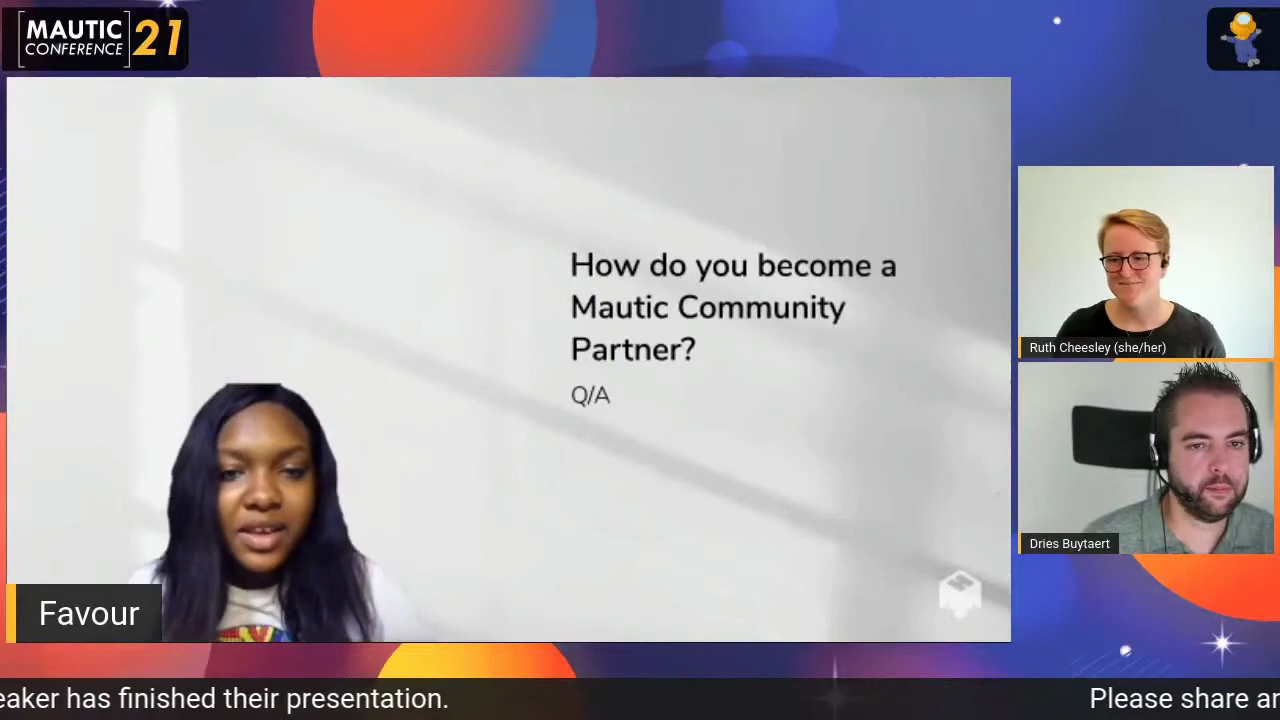 MAUTIC
CONFERENCE 21
How do you become a
Mautic Community
Partner?
Q/A
Ruth Cheesley (she/her)
Dries Buytaert
Favour
eaker has finished their presentation.
Please share an